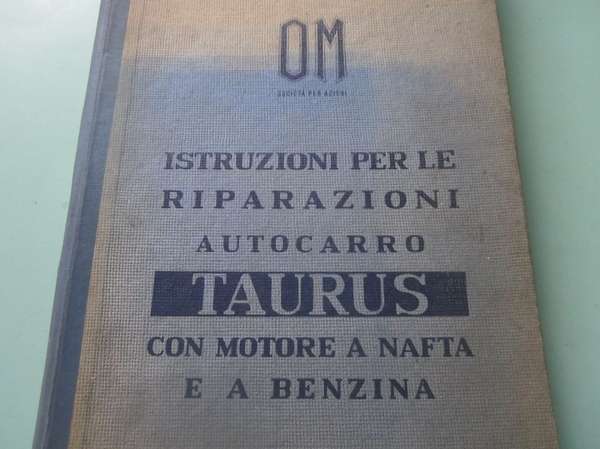 OM
SOCIETÀ PER AZIONI
ISTRUZIONI PER LE
RIPARAZIONI
AUTOCARRO
TAURUS
CON MOTORE A NAFTA
E A BENZINA